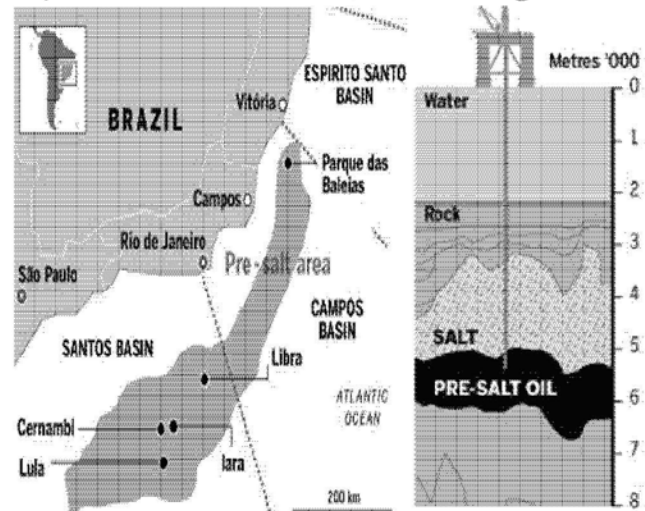 ESPIRITO SANTO
BASIN
Vitória
BRAZIL
Parque das
Baleias
Campos
Rio de Janeiro
Pre-salt area
São Paulo
CAMPOS
BASIN
SANTOS BASIN
Libra
ATLANTIC
OCEAN
Cernambi
Iara
Lula
200 km
Metres '000
0
Water
1
2
Rock
3
4
SALT
5
PRE-SALT OIL
6
7
8